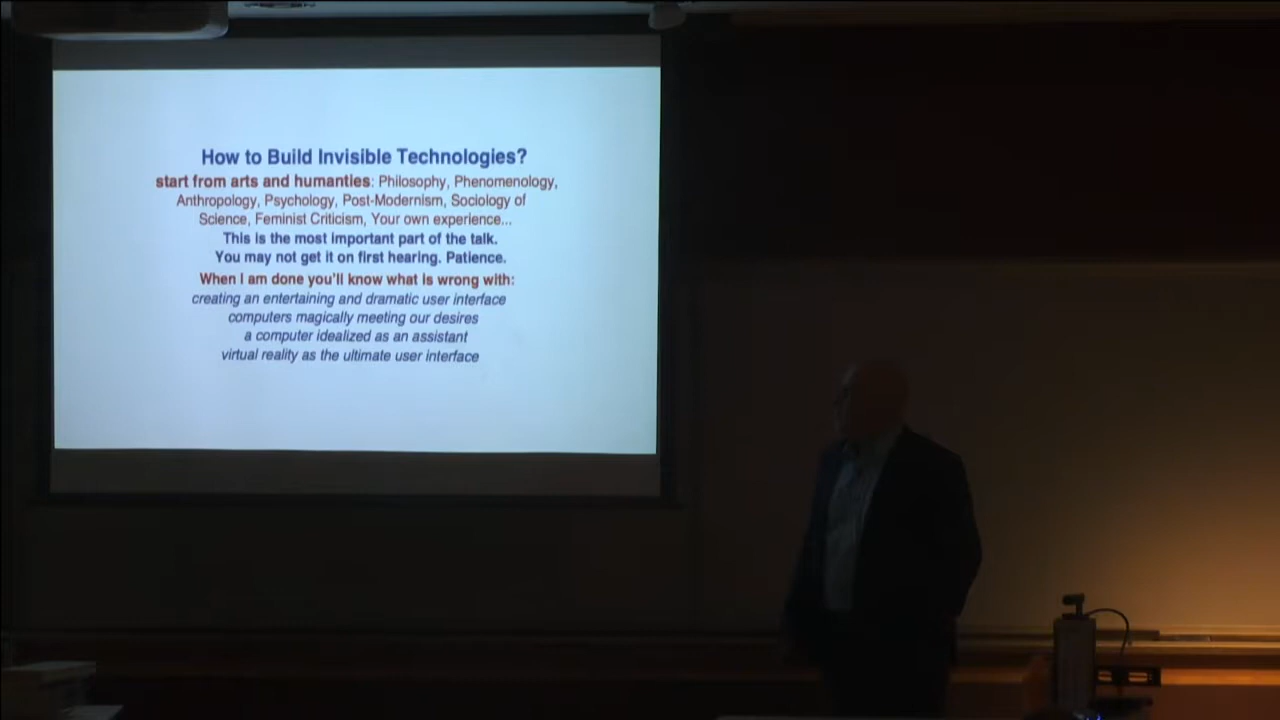 How to Build Invisible Technologies?
start from arts and humanties: Philosophy, Phenomenology,
Anthropology, Psychology, Post-Modernism, Sociology of
Science, Feminist Criticism, Your own experience...
This is the most important part of the talk.
You may not get it on first hearing. Patience.
When I am done you'll know what is wrong with:
creating an entertaining and dramatic user interface
computers magically meeting our desires
a computer idealized as an assistant
virtual reality as the ultimate user interface